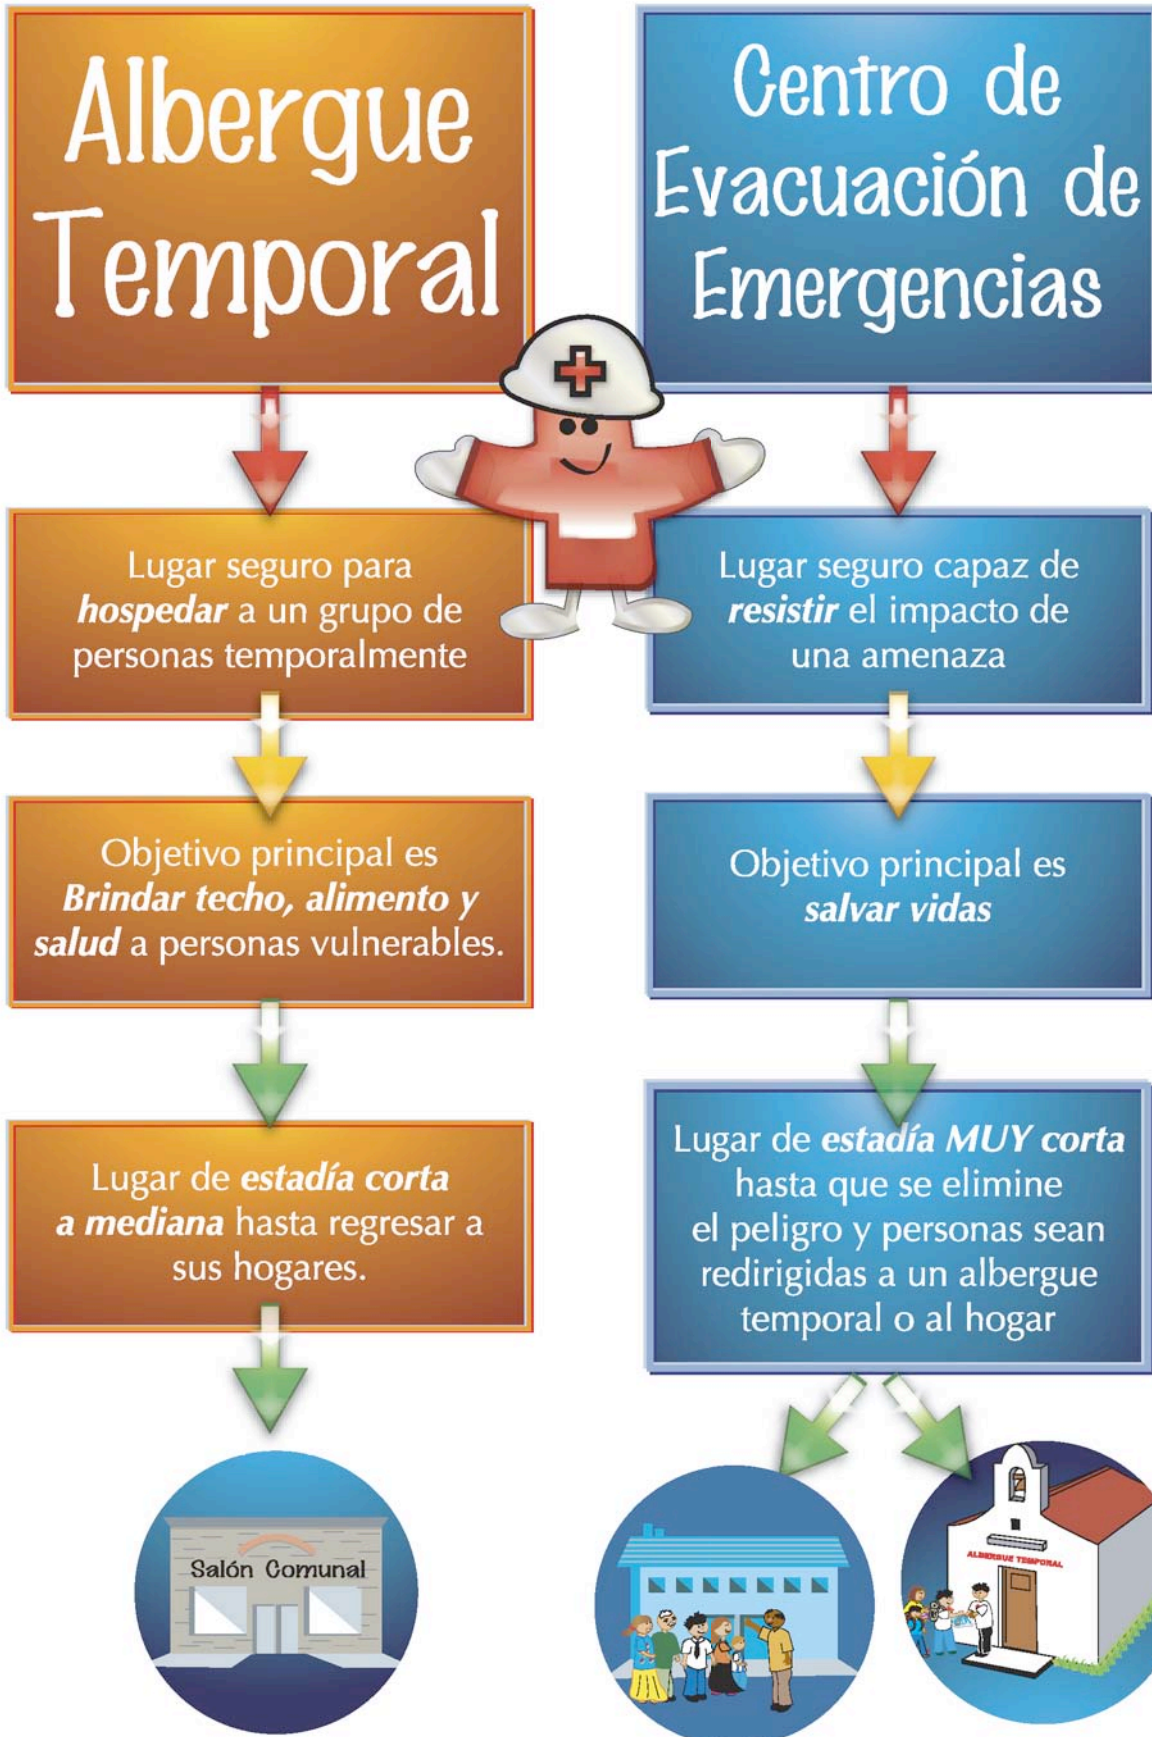 Albergue
Temporal
Lugar seguro para
hospedar a un grupo de
personas temporalmente
Objetivo principal es
Brindar techo, alimento y
salud a personas vulnerables.
Lugar de estadía corta
a mediana hasta regresar a
sus hogares.
Salón Comunal
Centro de
Evacuación de
Emergencias
Lugar seguro capaz de
resistir el impacto de
una amenaza
Objetivo principal es
salvar vidas
Lugar de estadía MUY corta
hasta que se elimine
el peligro y personas sean
redirigidas a un albergue
temporal o al hogar
ALBERGUE TEMPORAL